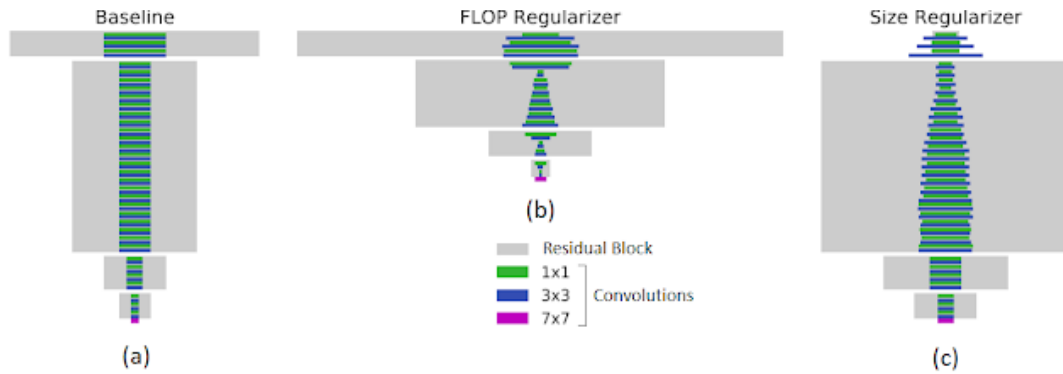 Baseline
FLOP Regularizer
Size Regularizer
(b)
Residual Block
1x1
3x3 Convolutions
7x7
(a)
(c)